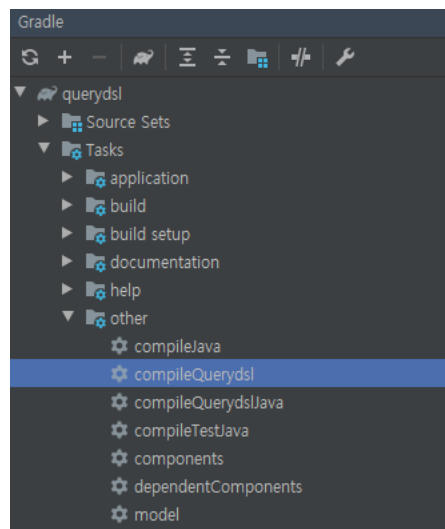 Gradle
querydsl
Source Sets
Tasks
application
build
build setup
documentation
help
other
compileJava
compileQuerydsl
compileQuerydslJava
compileTestJava
components
dependentComponents
model